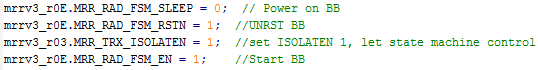 mrrv3_r0E.MRR_RAD_FSM_SLEEP = 0;  // Power on BB
mrrv3_r0E.MRR_RAD_FSM_RSTN = 1;  //UNRST BB
mrrv3_r03.MRR_TRX_ISOLATEN = 1;  //set ISOLATEN 1, let state machine control
mrrv3_r0E.MRR_RAD_FSM_EN = 1;    //Start BB